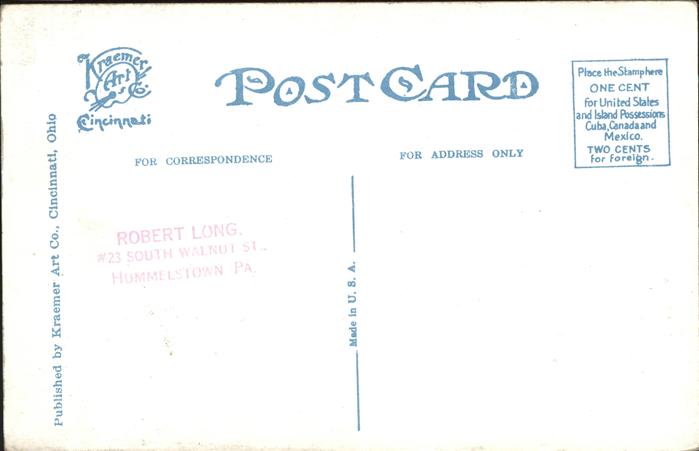 Kraemer
Art
Co.
Cincinnati
POST CARD
Place the Stamp here
ONE CENT
for United States
and Island Possessions
Cuba, Canada and
Mexico.
TWO CENTS
for Foreign.
FOR CORRESPONDENCE
FOR ADDRESS ONLY
Published by Kraemer Art Co., Cincinnati, Ohio
ROBERT LONG.
#23 SOUTH WALNUT ST.
HUMMELSTOWN PA.
Made in U. S. A.